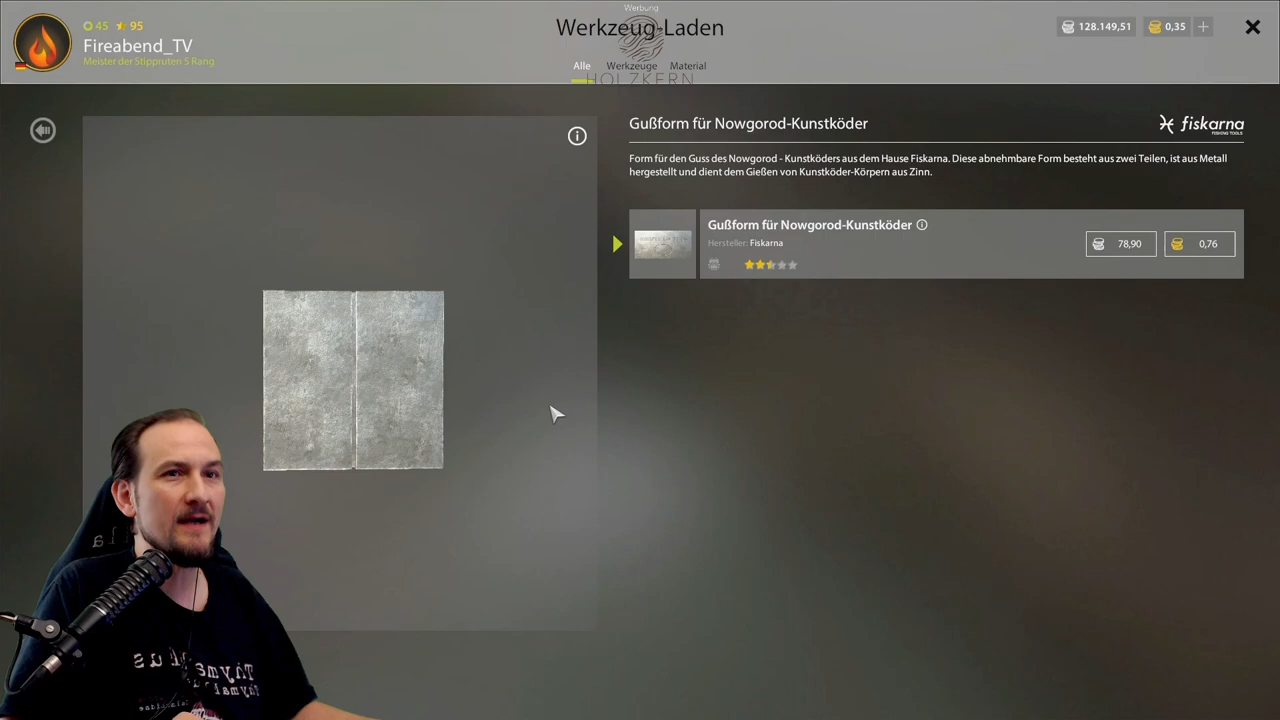 Werbung
45 95
Fireabend_TV
Meister der Stippruten 5 Rang
Werkzeug-Laden
Alle Werkzeuge Material
HOLZKERN
128.149,51 0,35 +
Gußform für Nowgorod-Kunstköder
fiskarna
FISHING TOOLS
Form für den Guss des Nowgorod - Kunstköders aus dem Hause Fiskarna. Diese abnehmbare Form besteht aus zwei Teilen, ist aus Metall
hergestellt und dient dem Gießen von Kunstköder-Körpern aus Zinn.
Gußform für Nowgorod-Kunstköder
Hersteller: Fiskarna
78,90 0,76